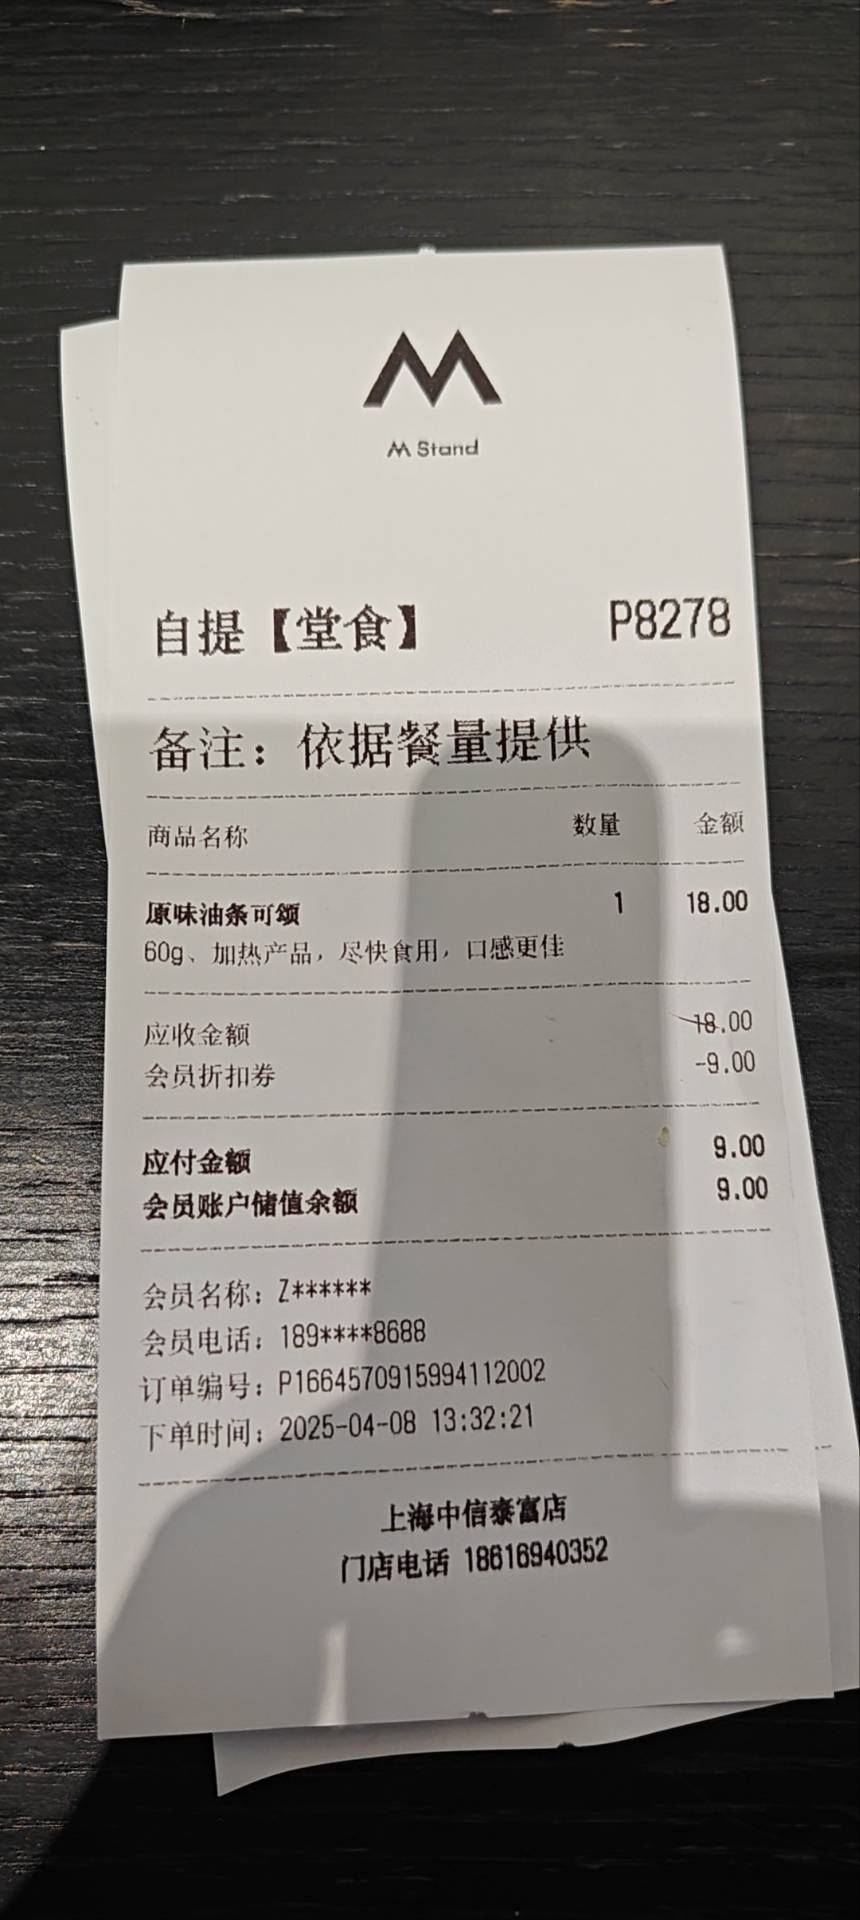 M Stand
自提【堂食】 P8278
备注：依据餐量提供
商品名称 数量 金额
原味油条可颂 1 18.00
60g、加热产品，尽快食用，口感更佳
应收金额 18.00
会员折扣券 -9.00
应付金额 9.00
会员账户储值余额 9.00
会员名称：Z******
会员电话：189****8688
订单编号：P1664570915994112002
下单时间：2025-04-08 13:32:21
上海中信泰富店
门店电话 18616940352